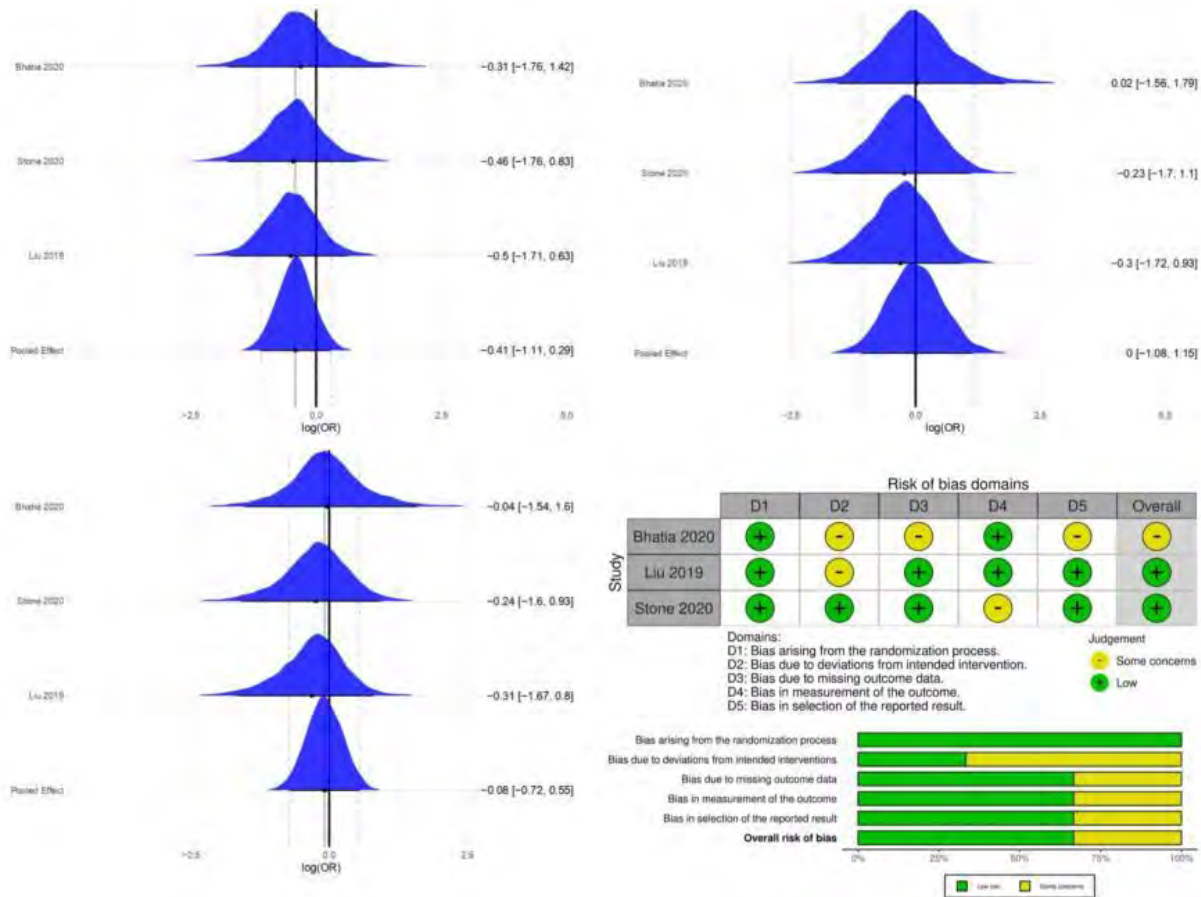 Bhatia 2020
−0.31 [−1.76, 1.42]
Stone 2020
−0.46 [−1.76, 0.83]
Liu 2019
−0.5 [−1.71, 0.63]
Pooled Effect
−0.41 [−1.11, 0.29]
−2.5 0.0 2.5 5.0
log(OR)
Bhatia 2020
0.02 [−1.56, 1.79]
Stone 2020
−0.23 [−1.7, 1.1]
Liu 2019
−0.3 [−1.72, 0.93]
Pooled Effect
0 [−1.08, 1.15]
−2.5 0.0 2.5 5.0
log(OR)
Bhatia 2020
−0.04 [−1.54, 1.6]
Stone 2020
−0.24 [−1.6, 0.93]
Liu 2019
−0.31 [−1.67, 0.8]
Pooled Effect
−0.08 [−0.72, 0.55]
−2.5 0.0 2.5
log(OR)
Risk of bias domains
D1 D2 D3 D4 D5 Overall
Study
Bhatia 2020 + - - + - -
Liu 2019 + - + + + +
Stone 2020 + + + - + +
Domains:
D1: Bias arising from the randomization process.
D2: Bias due to deviations from intended intervention.
D3: Bias due to missing outcome data.
D4: Bias in measurement of the outcome.
D5: Bias in selection of the reported result.
Judgement
- Some concerns
+ Low
Bias arising from the randomization process
Bias due to deviations from intended interventions
Bias due to missing outcome data
Bias in measurement of the outcome
Bias in selection of the reported result
Overall risk of bias
0% 25% 50% 75% 100%
Low risk Some concerns